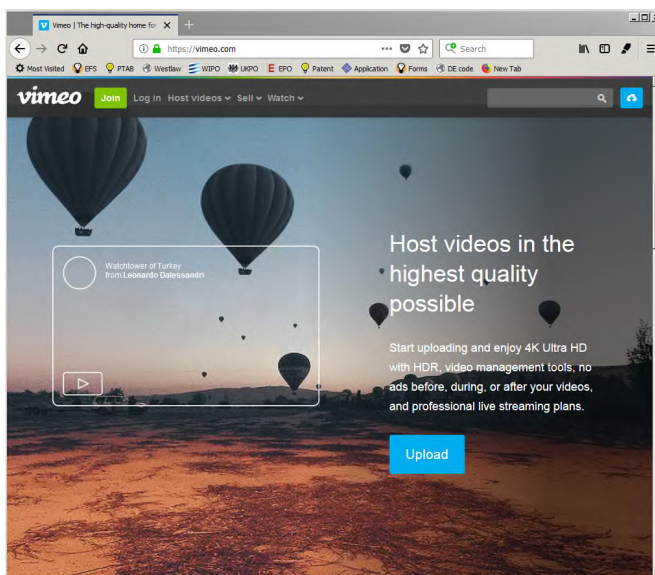 Vimeo | The high-quality home for
https://vimeo.com
Search
Most Visited EFS PTAB Westlaw WIPO UKPO E EPO Patent Application Forms DE code New Tab
vimeo Join Log in Host videos Sell Watch
Watchtower of Turkey
from Leonardo Dalessandri
Host videos in the
highest quality
possible
Start uploading and enjoy 4K Ultra HD
with HDR, video management tools, no
ads before, during, or after your videos,
and professional live streaming plans.
Upload